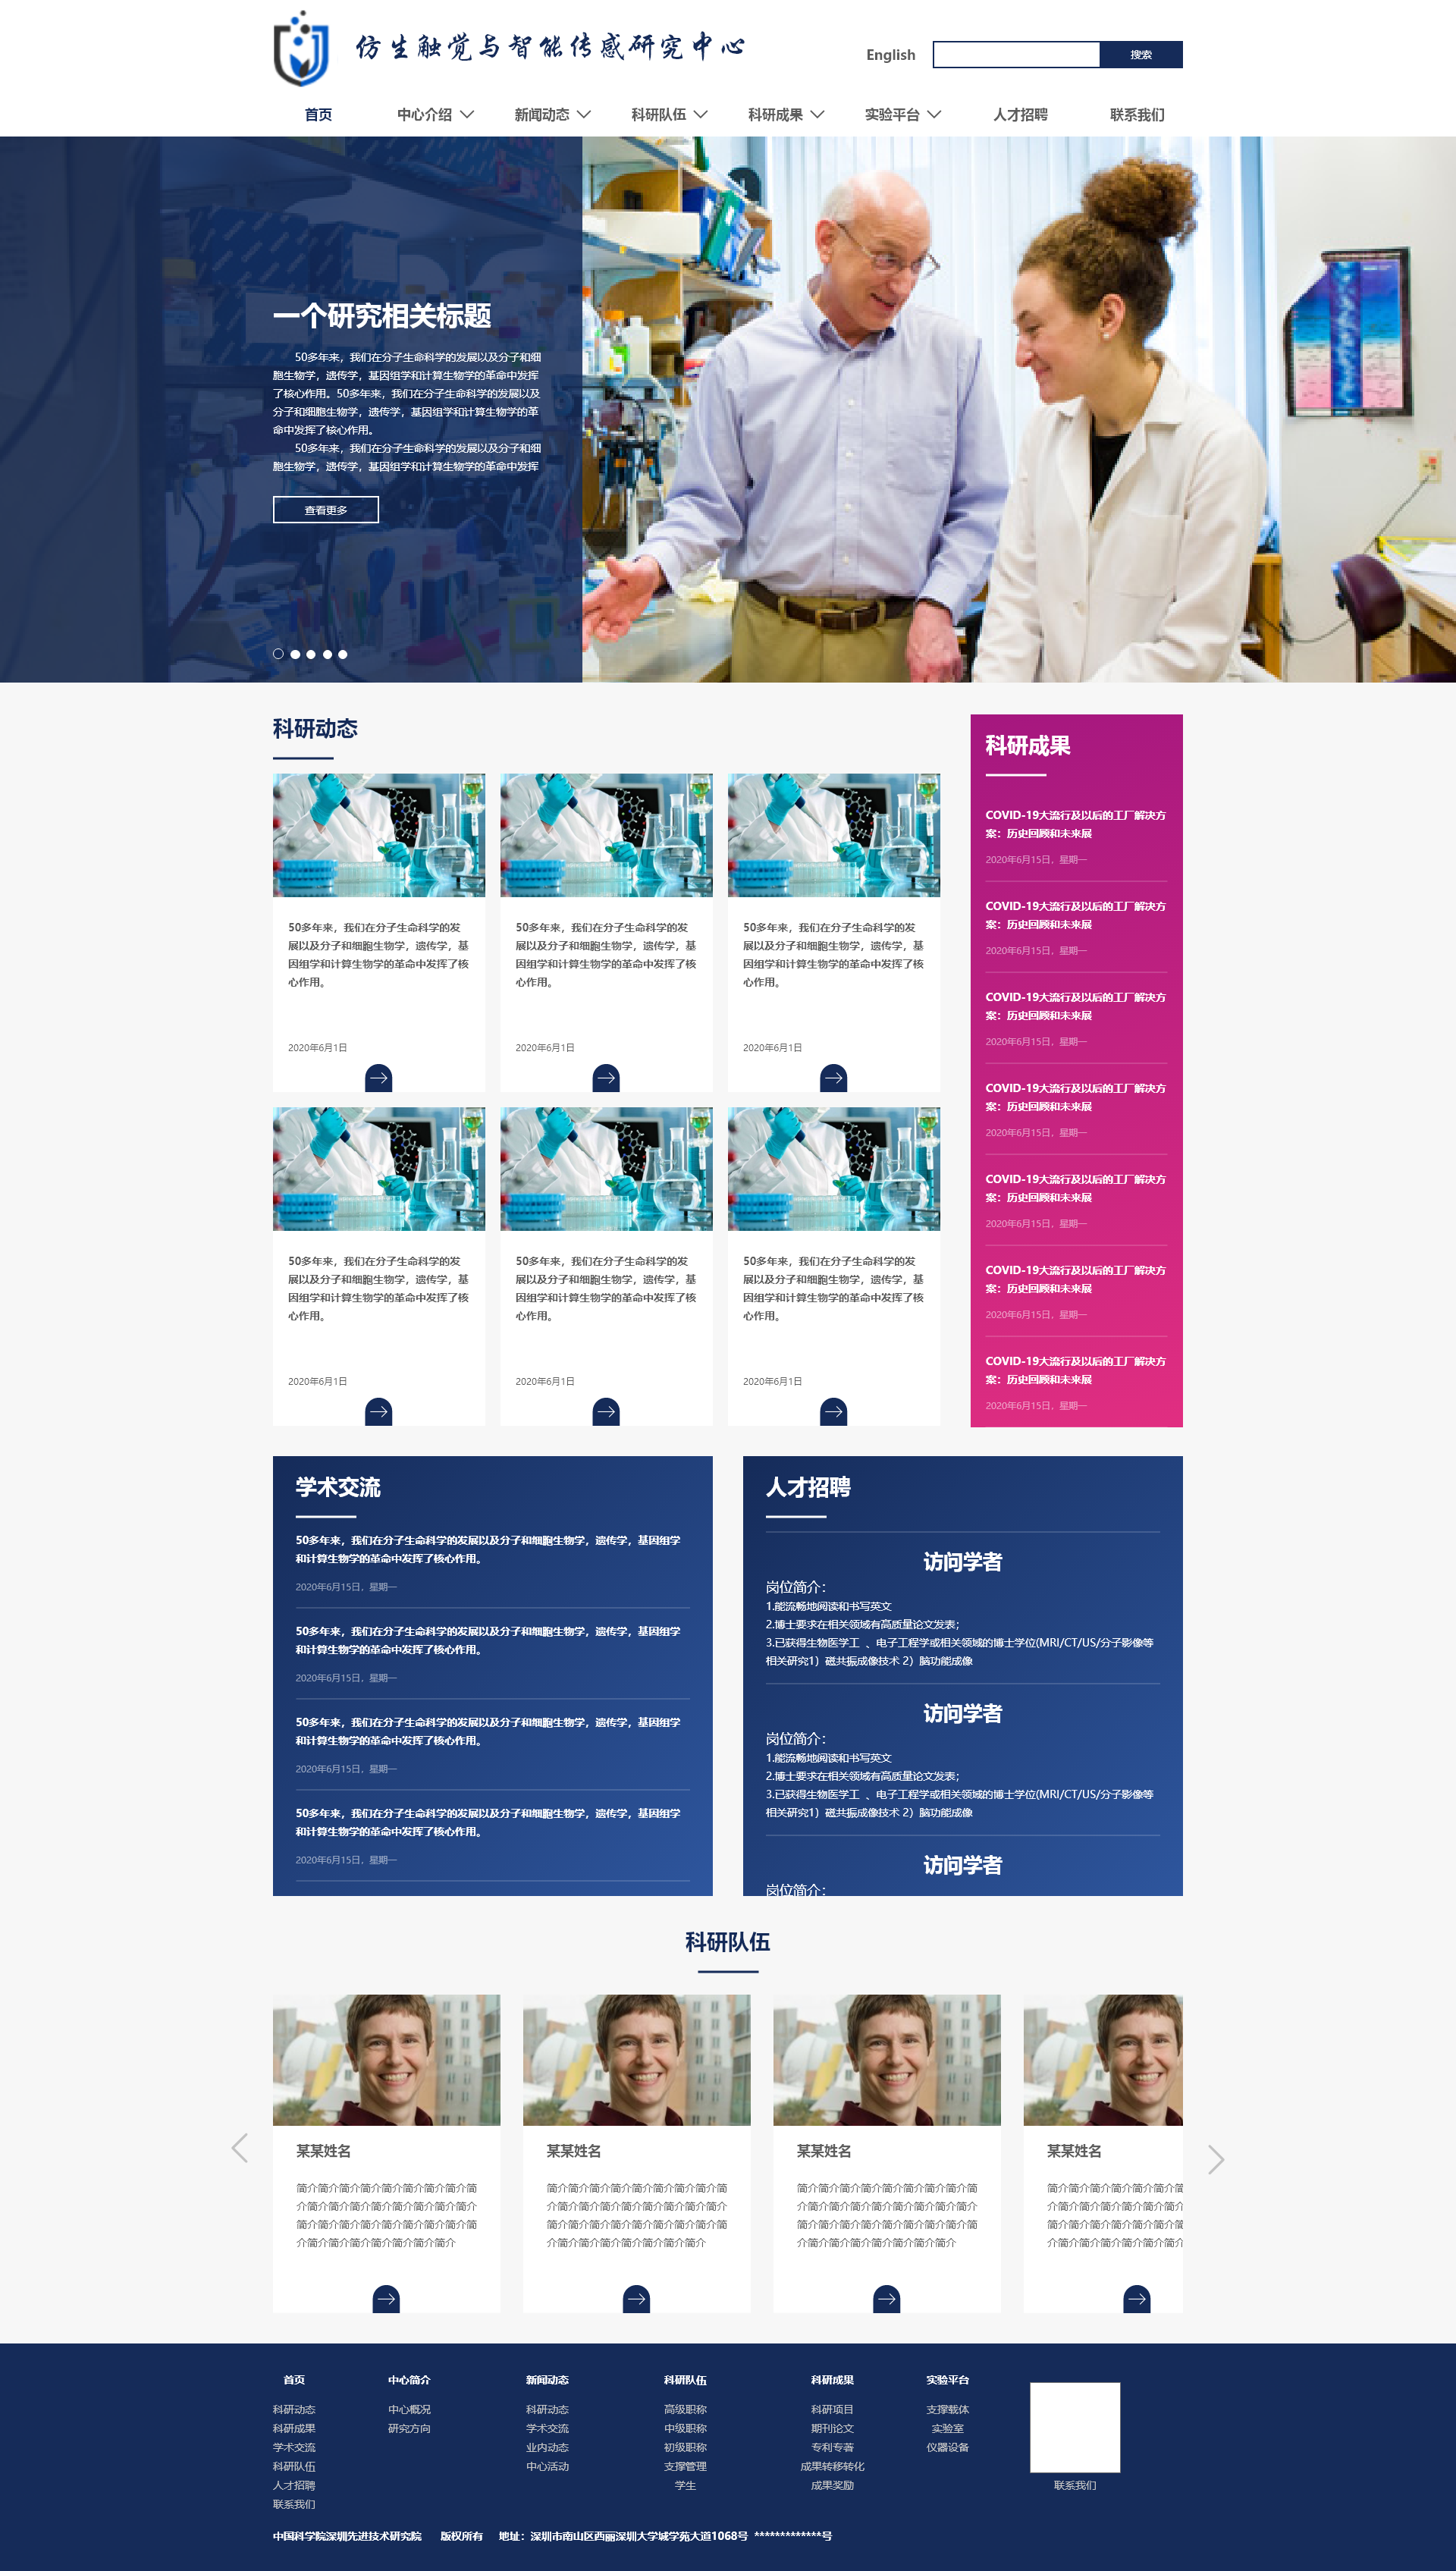 仿生触觉与智能传感研究中心
English
搜索
首页
中心介绍
新闻动态
科研队伍
科研成果
实验平台
人才招聘
联系我们
一个研究相关标题
50多年来，我们在分子生命科学的发展以及分子和细
胞生物学，遗传学，基因组学和计算生物学的革命中发挥
了核心作用。50多年来，我们在分子生命科学的发展以及
分子和细胞生物学，遗传学，基因组学和计算生物学的革
命中发挥了核心作用。
50多年来，我们在分子生命科学的发展以及分子和细
胞生物学，遗传学，基因组学和计算生物学的革命中发挥
查看更多
科研动态
50多年来，我们在分子生命科学的发
展以及分子和细胞生物学，遗传学，基
因组学和计算生物学的革命中发挥了核
心作用。
2020年6月1日
50多年来，我们在分子生命科学的发
展以及分子和细胞生物学，遗传学，基
因组学和计算生物学的革命中发挥了核
心作用。
2020年6月1日
50多年来，我们在分子生命科学的发
展以及分子和细胞生物学，遗传学，基
因组学和计算生物学的革命中发挥了核
心作用。
2020年6月1日
50多年来，我们在分子生命科学的发
展以及分子和细胞生物学，遗传学，基
因组学和计算生物学的革命中发挥了核
心作用。
2020年6月1日
50多年来，我们在分子生命科学的发
展以及分子和细胞生物学，遗传学，基
因组学和计算生物学的革命中发挥了核
心作用。
2020年6月1日
50多年来，我们在分子生命科学的发
展以及分子和细胞生物学，遗传学，基
因组学和计算生物学的革命中发挥了核
心作用。
2020年6月1日
科研成果
COVID-19大流行及以后的工厂解决方
案：历史回顾和未来展
2020年6月15日，星期一
COVID-19大流行及以后的工厂解决方
案：历史回顾和未来展
2020年6月15日，星期一
COVID-19大流行及以后的工厂解决方
案：历史回顾和未来展
2020年6月15日，星期一
COVID-19大流行及以后的工厂解决方
案：历史回顾和未来展
2020年6月15日，星期一
COVID-19大流行及以后的工厂解决方
案：历史回顾和未来展
2020年6月15日，星期一
COVID-19大流行及以后的工厂解决方
案：历史回顾和未来展
2020年6月15日，星期一
COVID-19大流行及以后的工厂解决方
案：历史回顾和未来展
2020年6月15日，星期一
学术交流
50多年来，我们在分子生命科学的发展以及分子和细胞生物学，遗传学，基因组学
和计算生物学的革命中发挥了核心作用。
2020年6月15日，星期一
50多年来，我们在分子生命科学的发展以及分子和细胞生物学，遗传学，基因组学
和计算生物学的革命中发挥了核心作用。
2020年6月15日，星期一
50多年来，我们在分子生命科学的发展以及分子和细胞生物学，遗传学，基因组学
和计算生物学的革命中发挥了核心作用。
2020年6月15日，星期一
50多年来，我们在分子生命科学的发展以及分子和细胞生物学，遗传学，基因组学
和计算生物学的革命中发挥了核心作用。
2020年6月15日，星期一
人才招聘
访问学者
岗位简介：
1.能流畅地阅读和书写英文
2.博士要求在相关领域有高质量论文发表；
3.已获得生物医学工 、电子工程学或相关领域的博士学位(MRI/CT/US/分子影像等
相关研究1）磁共振成像技术 2）脑功能成像
访问学者
岗位简介：
1.能流畅地阅读和书写英文
2.博士要求在相关领域有高质量论文发表；
3.已获得生物医学工 、电子工程学或相关领域的博士学位(MRI/CT/US/分子影像等
相关研究1）磁共振成像技术 2）脑功能成像
访问学者
岗位简介：
科研队伍
某某姓名
简介简介简介简介简介简介简介简介简
介简介简介简介简介简介简介简介简介
简介简介简介简介简介简介简介简介简
介简介简介简介简介简介简介简介
某某姓名
简介简介简介简介简介简介简介简介简
介简介简介简介简介简介简介简介简介
简介简介简介简介简介简介简介简介简
介简介简介简介简介简介简介简介
某某姓名
简介简介简介简介简介简介简介简介简
介简介简介简介简介简介简介简介简介
简介简介简介简介简介简介简介简介简
介简介简介简介简介简介简介简介
某某姓名
简介简介简介简介简介简介简
介简介简介简介简介简介简介
简介简介简介简介简介简介简
介简介简介简介简介简介简介
首页
科研动态
科研成果
学术交流
科研队伍
人才招聘
联系我们
中心简介
中心概况
研究方向
新闻动态
科研动态
学术交流
业内动态
中心活动
科研队伍
高级职称
中级职称
初级职称
支撑管理
学生
科研成果
科研项目
期刊论文
专利专著
成果转移转化
成果奖励
实验平台
支撑载体
实验室
仪器设备
联系我们
中国科学院深圳先进技术研究院 版权所有 地址：深圳市南山区西丽深圳大学城学苑大道1068号 *************号